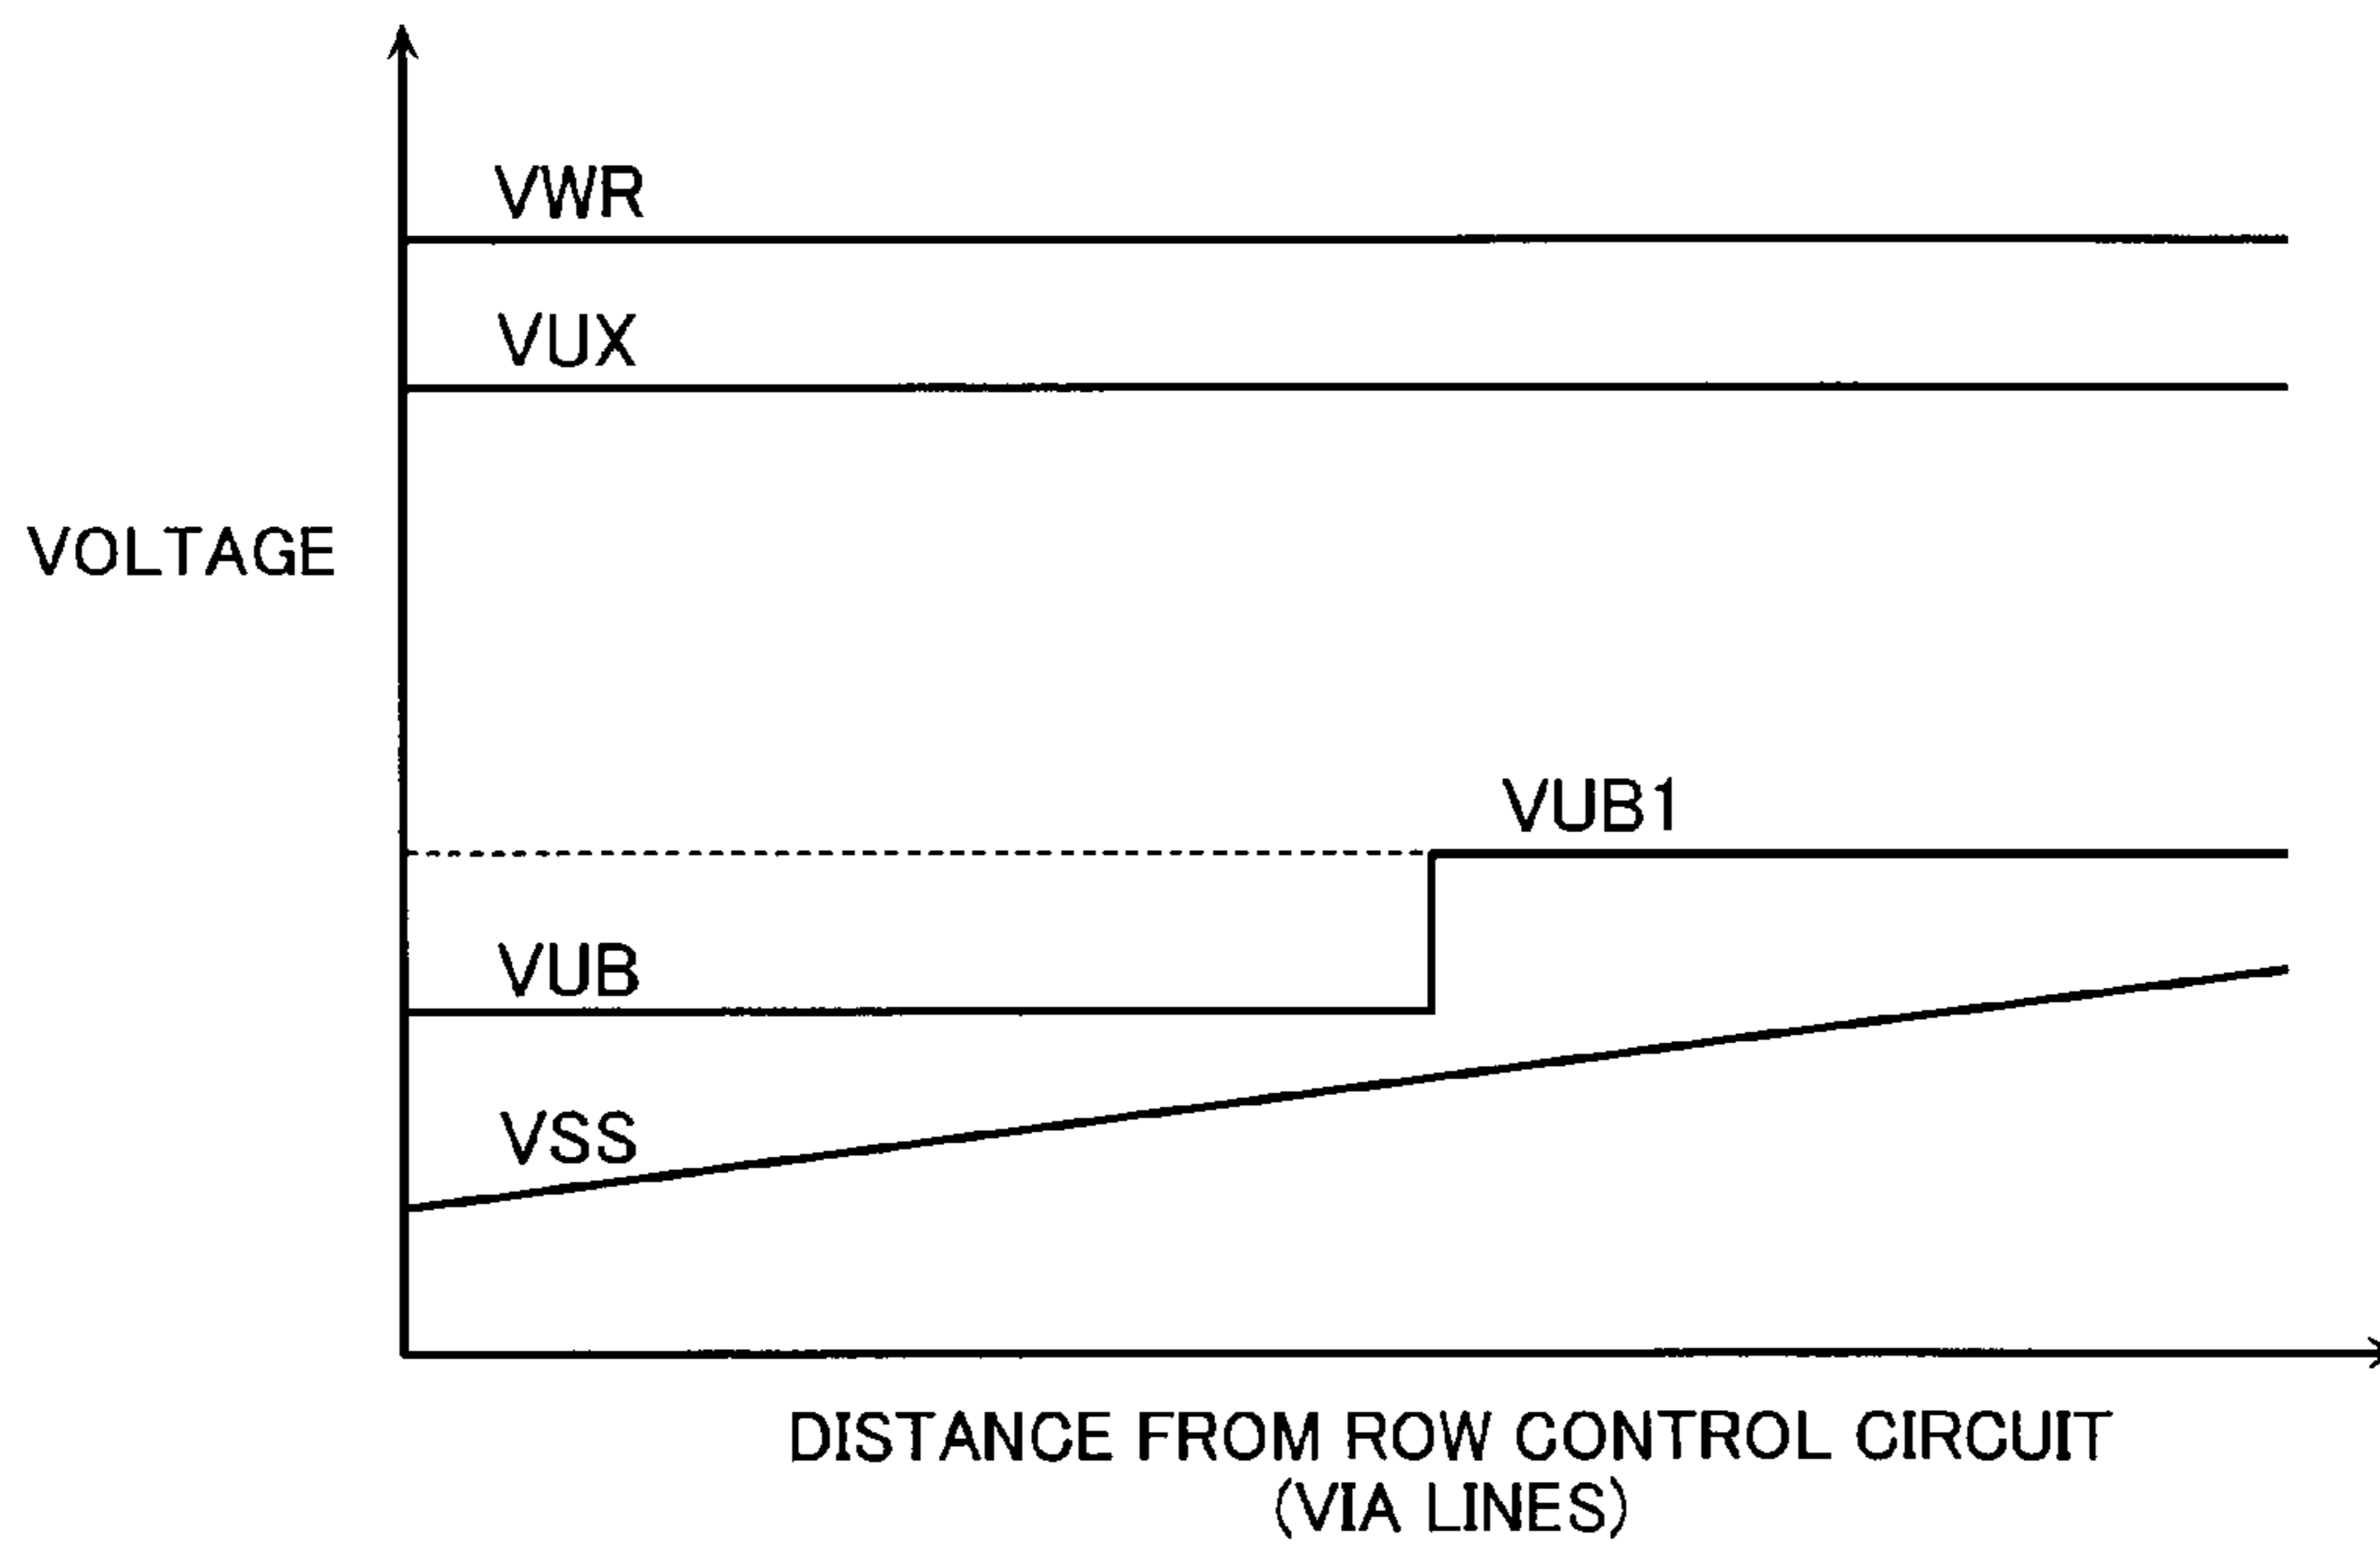 VWR
VUX
VOLTAGE
VUB1
VUB
VSS
DISTANCE FROM ROW CONTROL CIRCUIT
(VIA LINES)